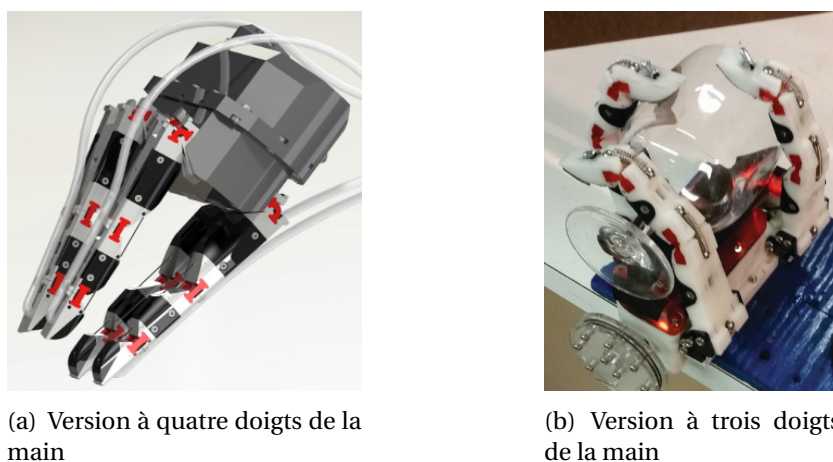 (a) Version à quatre doigts de la
main
(b) Version à trois doigts
de la main